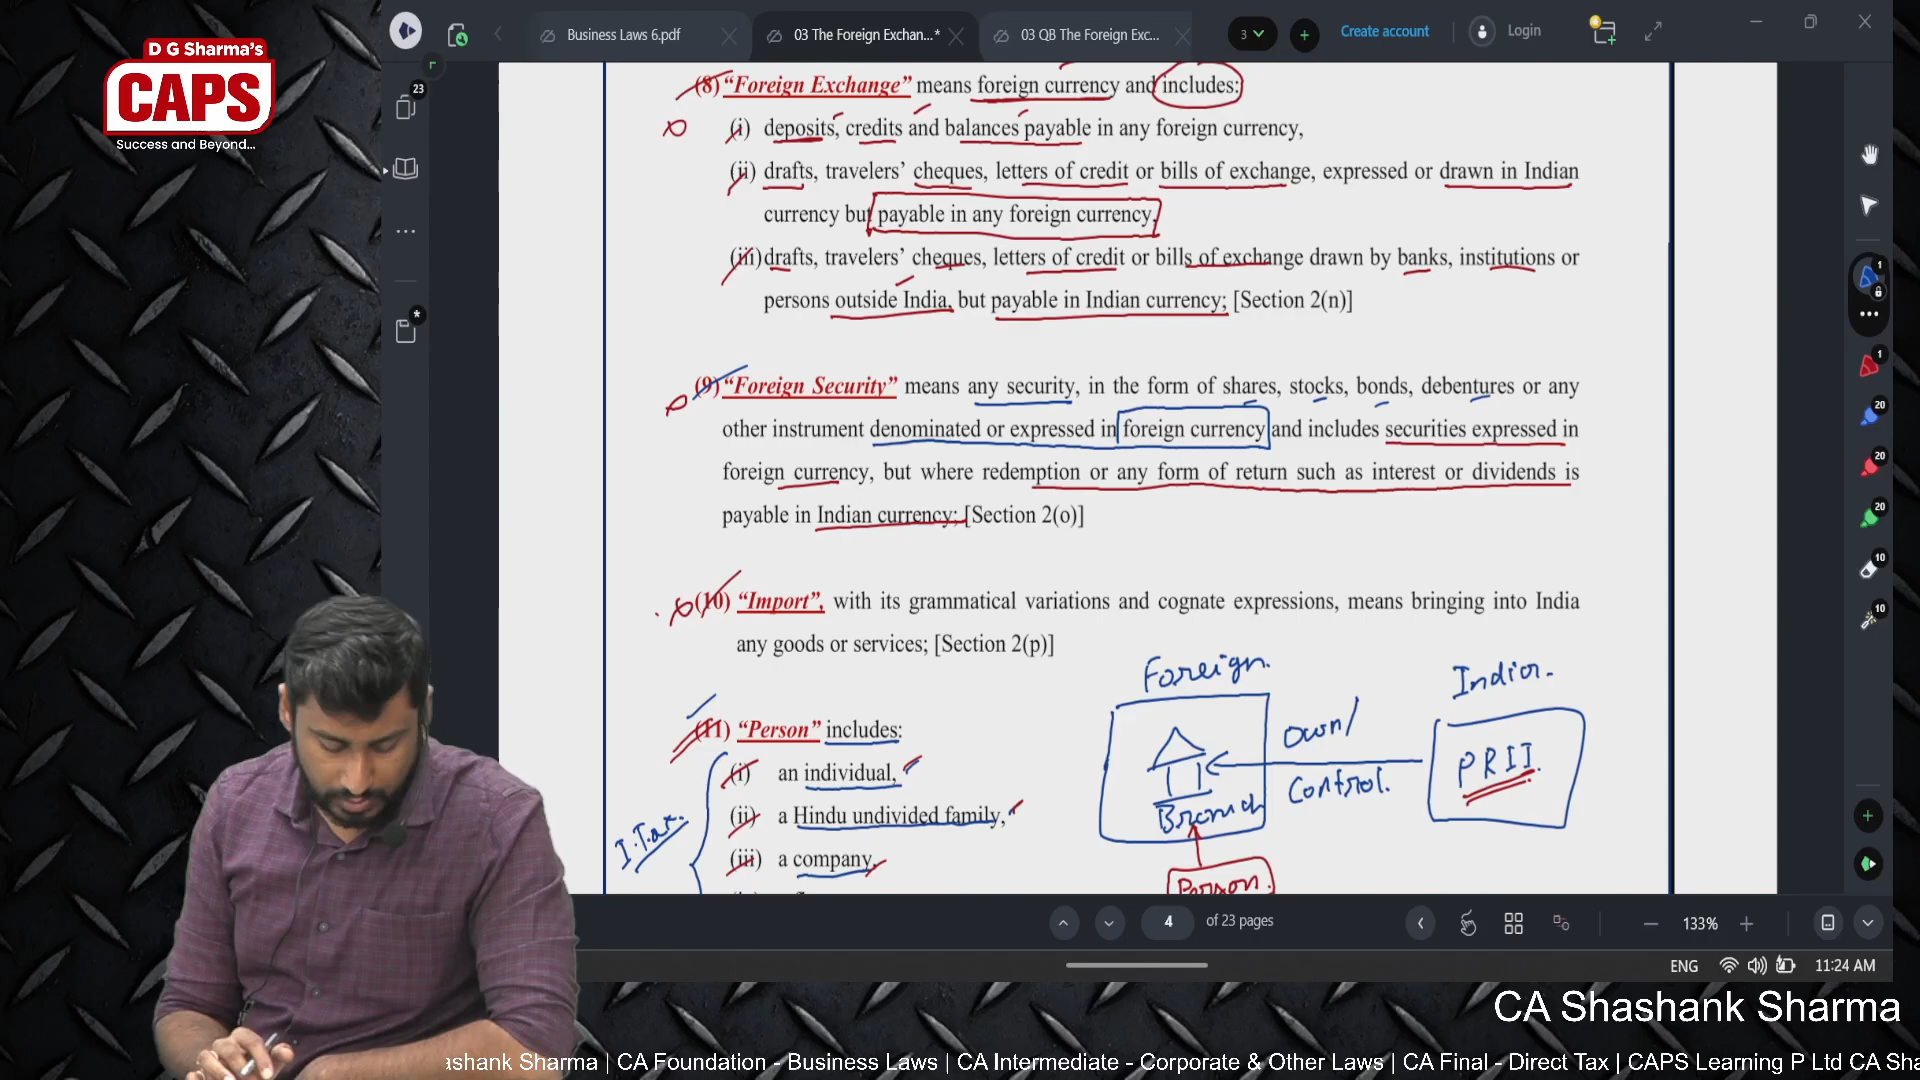 D G Sharma's
CAPS
Success and Beyond...
Business Laws 6.pdf
03 The Foreign Exchan...*
03 QB The Foreign Exc...
3
Create account
Login
23
(8) "Foreign Exchange" means foreign currency and includes:
(i) deposits, credits and balances payable in any foreign currency,
(ii) drafts, travelers' cheques, letters of credit or bills of exchange, expressed or drawn in Indian
currency but payable in any foreign currency,
(iii) drafts, travelers' cheques, letters of credit or bills of exchange drawn by banks, institutions or
persons outside India, but payable in Indian currency; [Section 2(n)]
(9) "Foreign Security" means any security, in the form of shares, stocks, bonds, debentures or any
other instrument denominated or expressed in foreign currency and includes securities expressed in
foreign currency, but where redemption or any form of return such as interest or dividends is
payable in Indian currency; [Section 2(o)]
(10) "Import", with its grammatical variations and cognate expressions, means bringing into India
any goods or services; [Section 2(p)]
Foreign.
India.
(11) "Person" includes:
Own/
PRII.
(i) an individual,
Control.
(ii) a Hindu undivided family,
Branch
I.Tax.
(iii) a company,
Person.
1
1
20
20
20
10
10
4 of 23 pages
133%
ENG
11:24 AM
CA Shashank Sharma
ashank Sharma | CA Foundation - Business Laws | CA Intermediate - Corporate & Other Laws | CA Final - Direct Tax | CAPS Learning P Ltd CA Sha